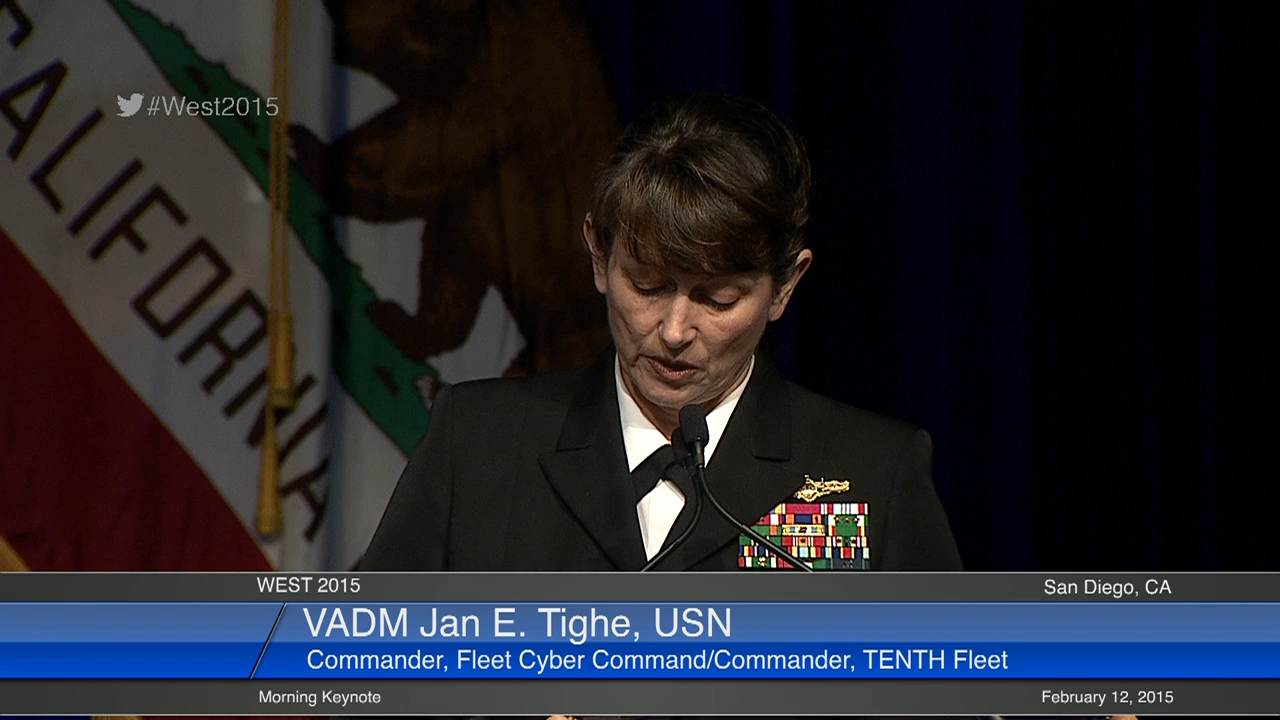 CALIFORNIA
#West2015
WEST 2015
San Diego, CA
VADM Jan E. Tighe, USN
Commander, Fleet Cyber Command/Commander, TENTH Fleet
Morning Keynote
February 12, 2015